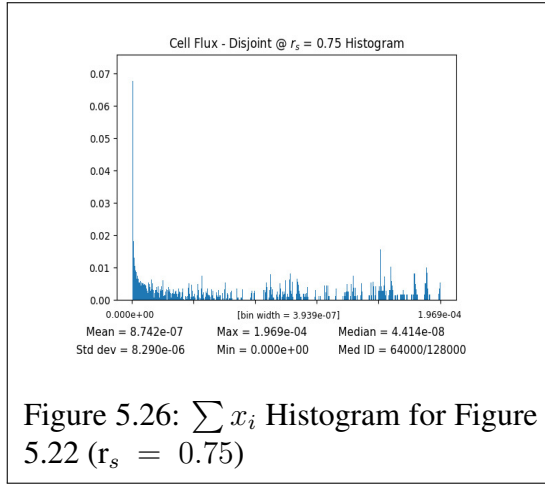 Cell Flux - Disjoint @ r_s = 0.75 Histogram
0.07
0.06
0.05
0.04
0.03
0.02
0.01
0.00
0.0000e+00 [bin width = 3.939e-07] 1.969e-04
Mean = 8.742e-07 Max = 1.969e-04 Median = 4.414e-08
Std dev = 8.290e-06 Min = 0.000e+00 Med ID = 64000/128000
Figure 5.26: ∑ x_i Histogram for Figure
5.22 (r_s = 0.75)